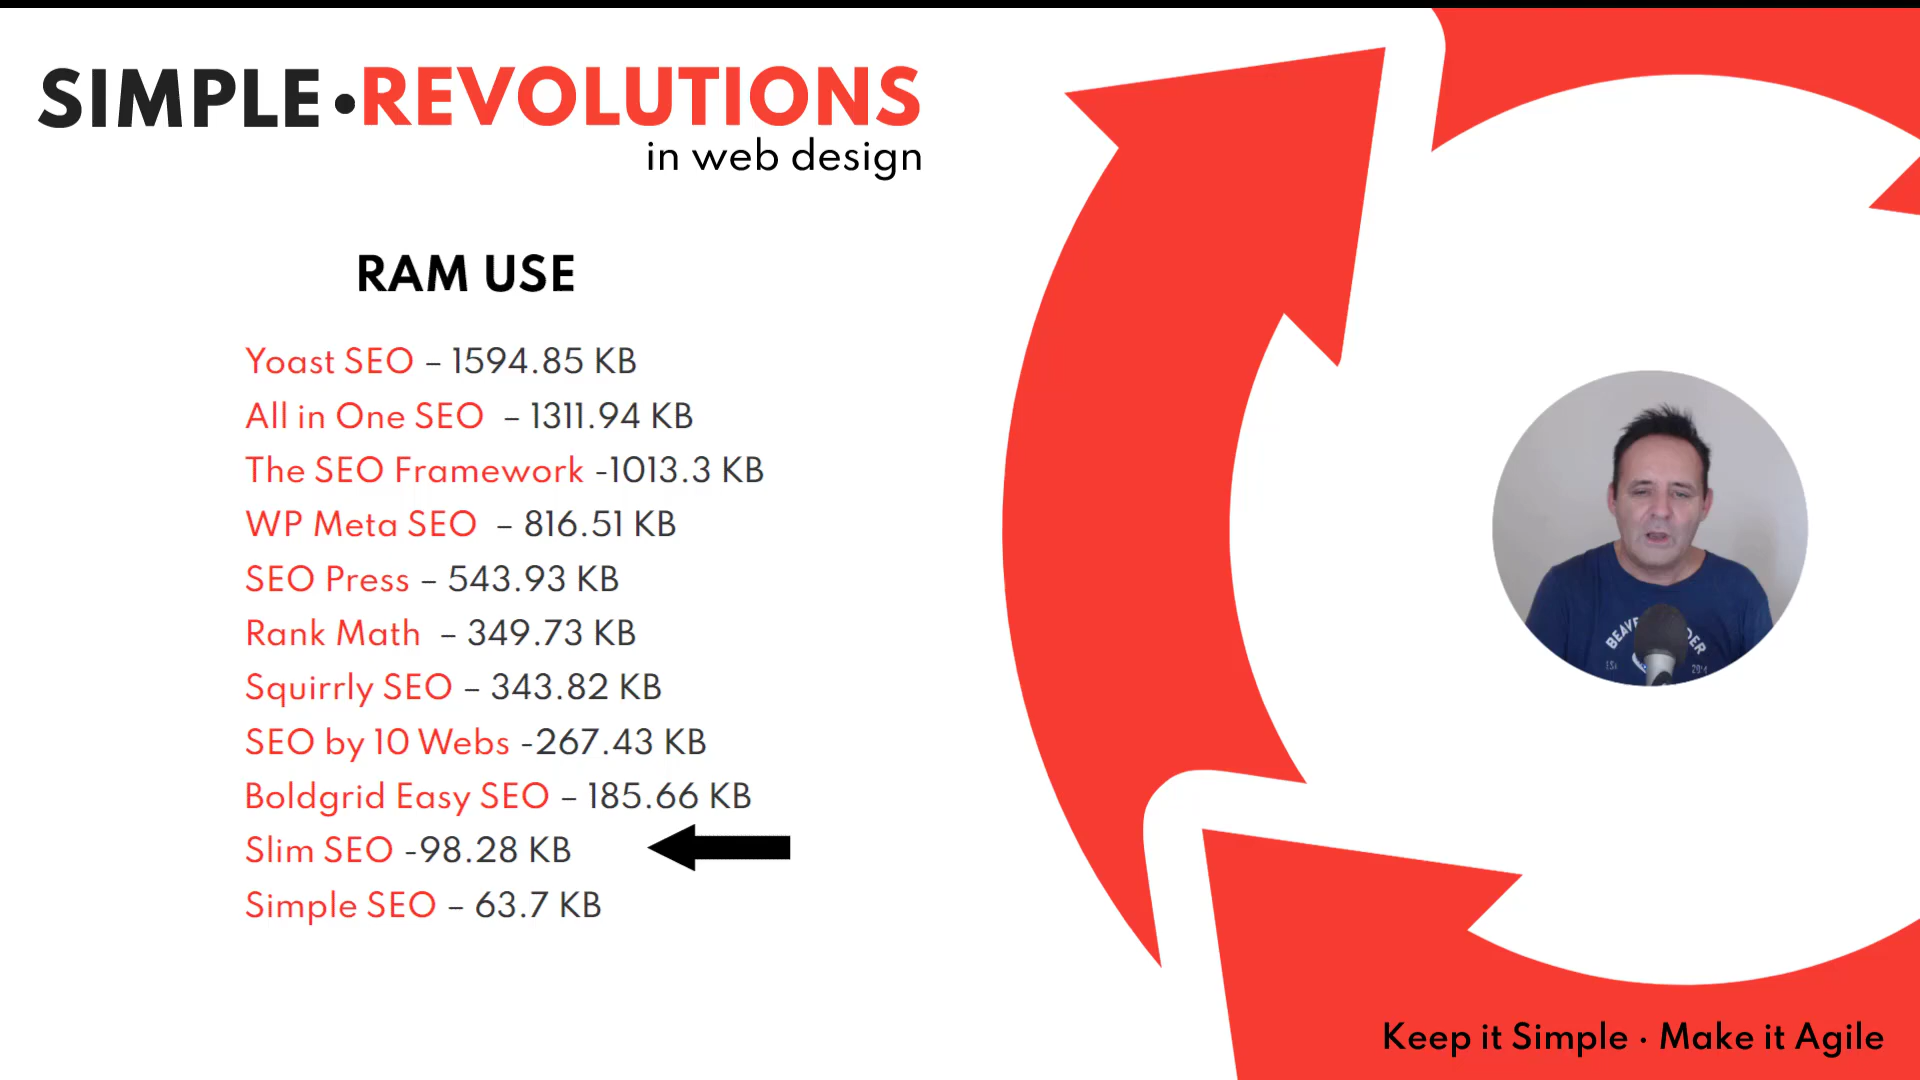 SIMPLE•REVOLUTIONS
in web design
RAM USE
Yoast SEO – 1594.85 KB
All in One SEO – 1311.94 KB
The SEO Framework -1013.3 KB
WP Meta SEO – 816.51 KB
SEO Press – 543.93 KB
Rank Math – 349.73 KB
Squirrly SEO – 343.82 KB
SEO by 10 Webs -267.43 KB
Boldgrid Easy SEO – 185.66 KB
Slim SEO -98.28 KB
Simple SEO – 63.7 KB
Keep it Simple · Make it Agile